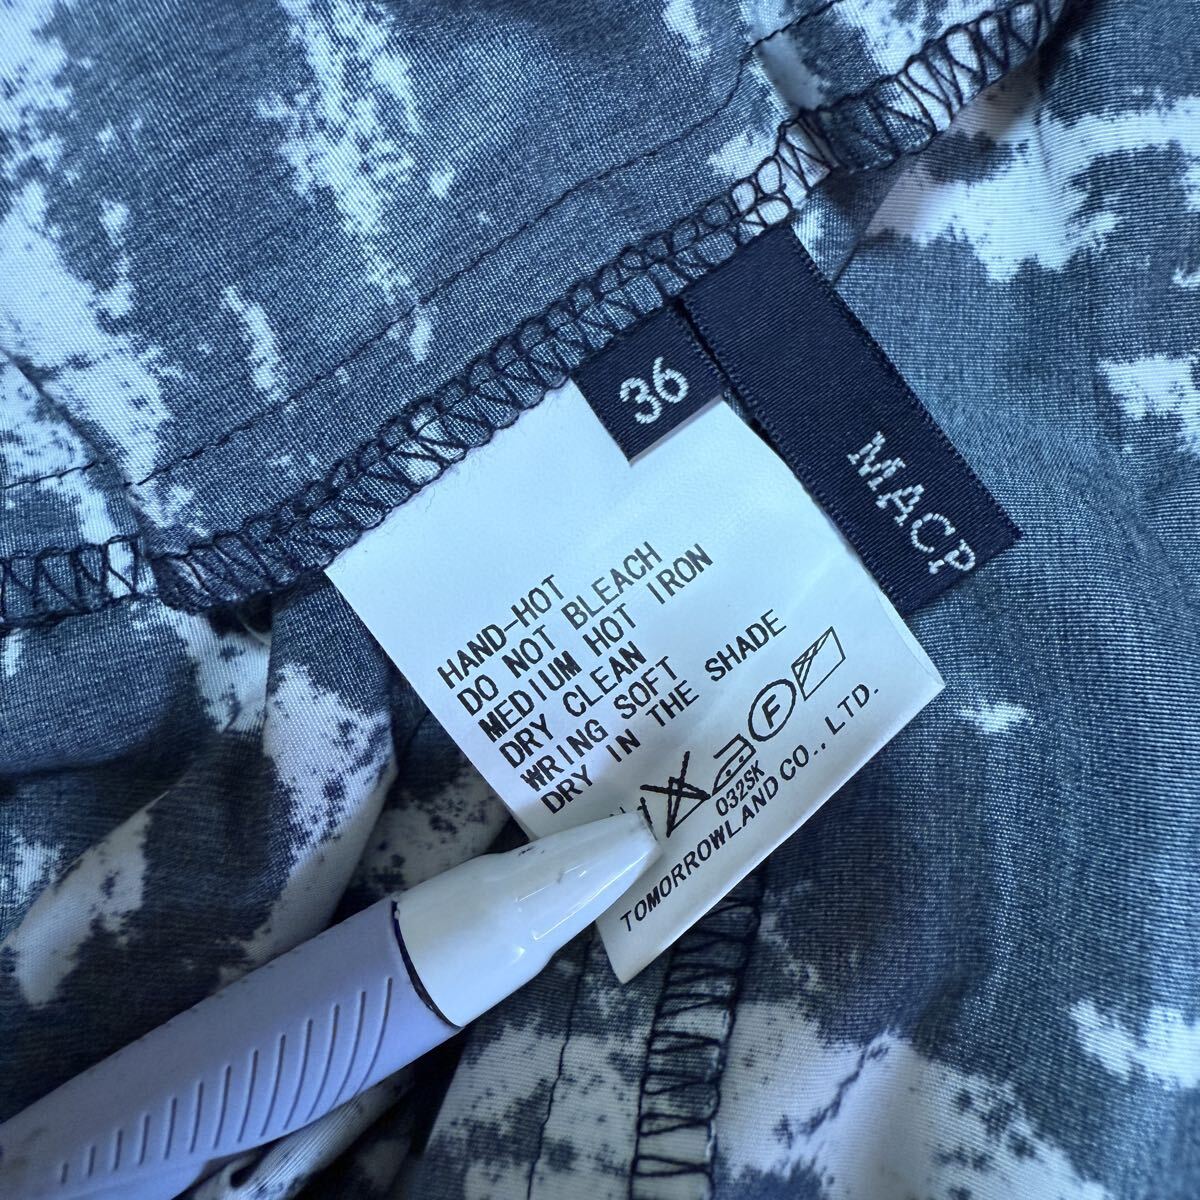 36
MACP
HAND-HOT
DO NOT BLEACH
MEDIUM HOT IRON
DRY CLEAN
WRING SOFT
DRY IN THE SHADE
F
032SK
TOMORROWLAND CO., LTD.